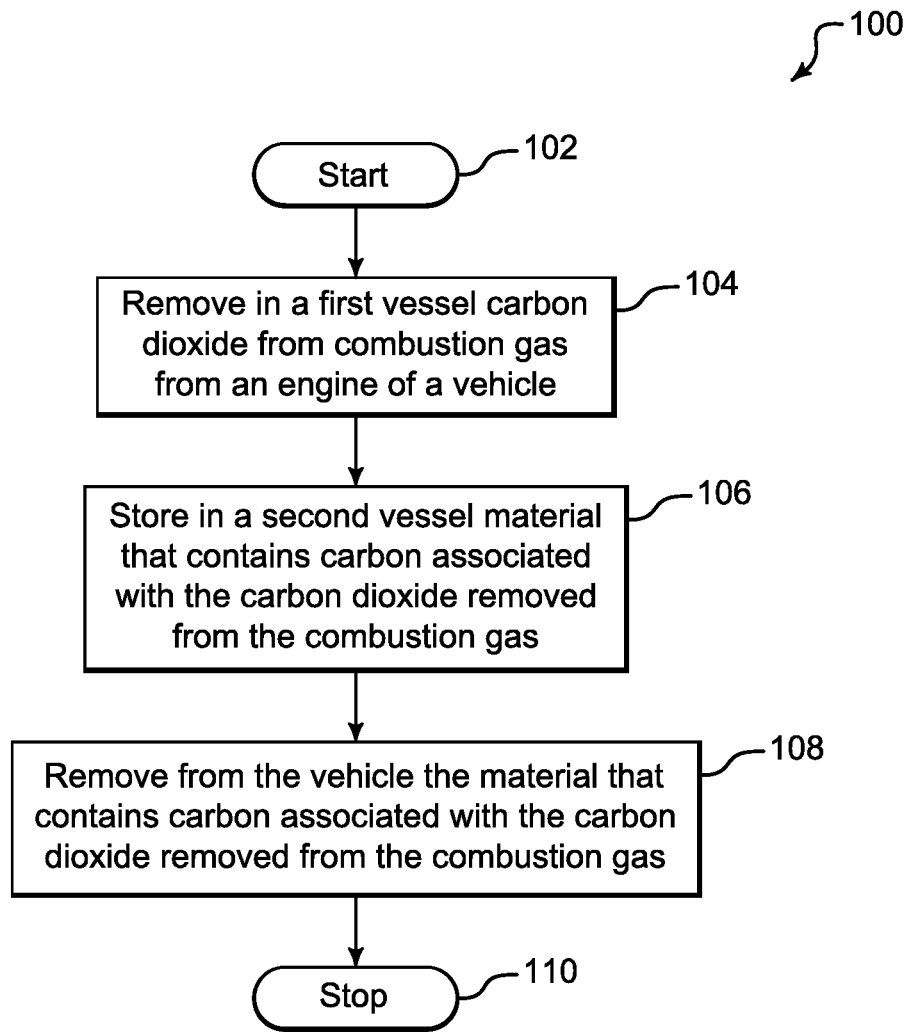 100
Start
102
Remove in a first vessel carbon
dioxide from combustion gas
from an engine of a vehicle
104
Store in a second vessel material
that contains carbon associated
with the carbon dioxide removed
from the combustion gas
106
Remove from the vehicle the material that
contains carbon associated with the carbon
dioxide removed from the combustion gas
108
Stop
110